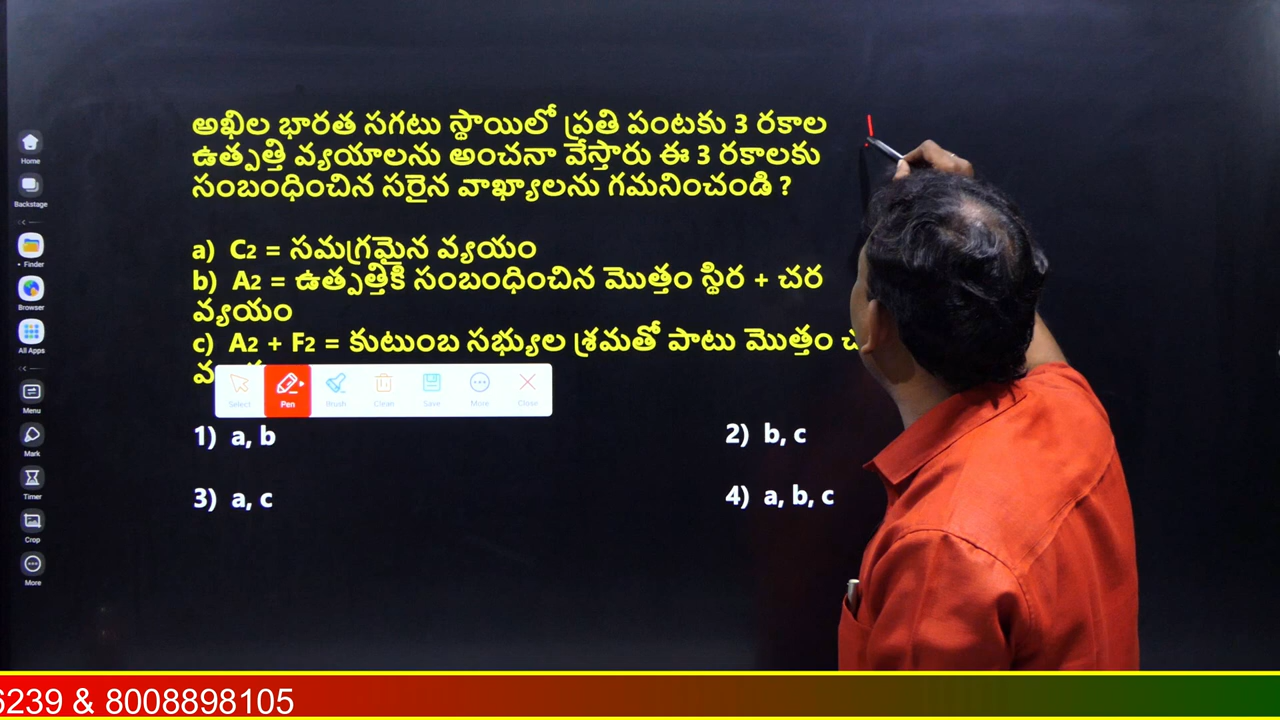 అఖిల భారత సగటు స్థాయిలో ప్రతి పంటకు 3 రకాల
ఉత్పత్తి వ్యయాలను అంచనా వేస్తారు ఈ 3 రకాలకు
సంబంధించిన సరైన వాఖ్యాలను గమనించండి ?
a) C2 = సమగ్రమైన వ్యయం
b) A2 = ఉత్పత్తికి సంబంధించిన మొత్తం స్థిర + చర
వ్యయం
c) A2 + F2 = కుటుంబ సభ్యుల శ్రమతో పాటు మొత్తం
1) a, b
2) b, c
3) a, c
4) a, b, c
Home
Backstage
Finder
Browser
All Apps
Menu
Mark
Timer
Crop
More
Select
Pen
Brush
Clean
Save
More
Close
6239 & 8008898105